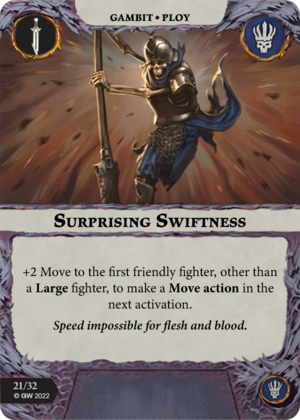 GAMBIT • PLOY
SURPRISING SWIFTNESS
+2 Move to the first friendly fighter, other than
a Large fighter, to make a Move action in the
next activation.
Speed impossible for flesh and blood.
21/32
© GW 2022